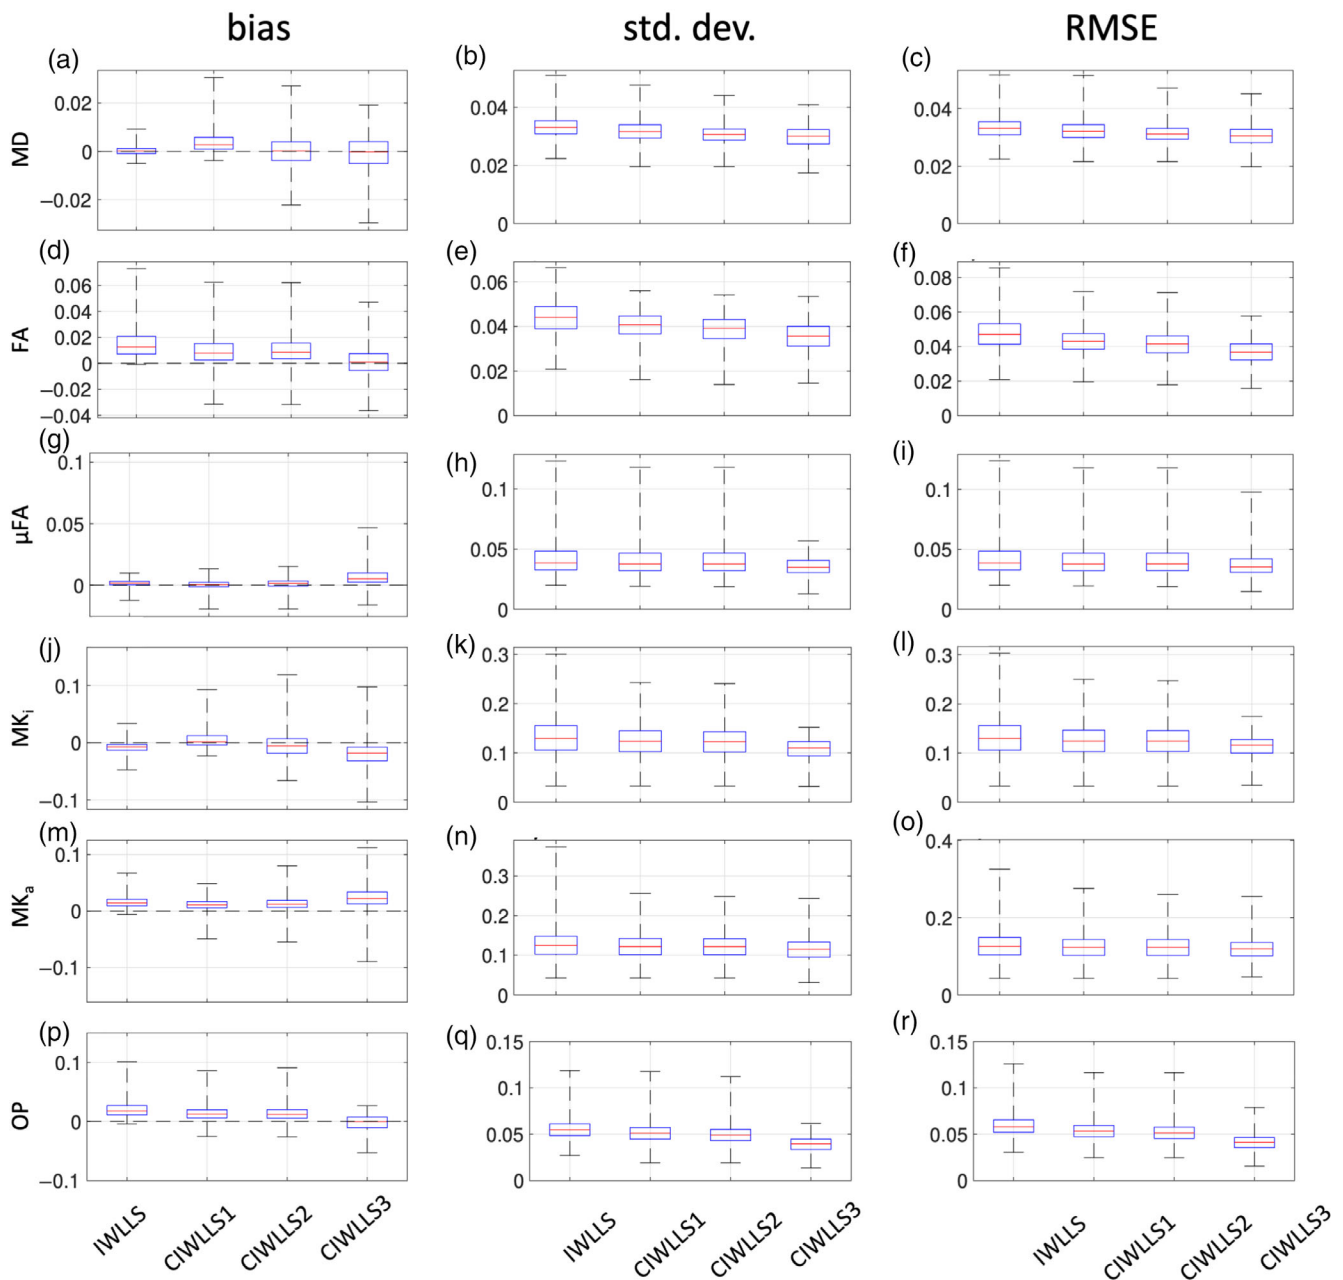 bias
std. dev.
RMSE
(a)
MD
0.02
0
−0.02
(b)
0.04
0.02
0
(c)
0.04
0.02
0
(d)
FA
0.06
0.04
0.02
0
−0.02
−0.04
(e)
0.06
0.04
0.02
0
(f)
0.08
0.06
0.04
0.02
0
(g)
μFA
0.1
0.05
0
(h)
0.1
0.05
0
(i)
0.1
0.05
0
(j)
MKi
0.1
0
−0.1
(k)
0.3
0.2
0.1
0
(l)
0.3
0.2
0.1
0
(m)
MKa
0.1
0
−0.1
(n)
0.3
0.2
0.1
0
(o)
0.4
0.2
0
(p)
OP
0.1
0
−0.1
(q)
0.15
0.1
0.05
0
(r)
0.15
0.1
0.05
0
IWLLS
CIWLLS1
CIWLLS2
CIWLLS3
IWLLS
CIWLLS1
CIWLLS2
CIWLLS3
IWLLS
CIWLLS1
CIWLLS2
CIWLLS3